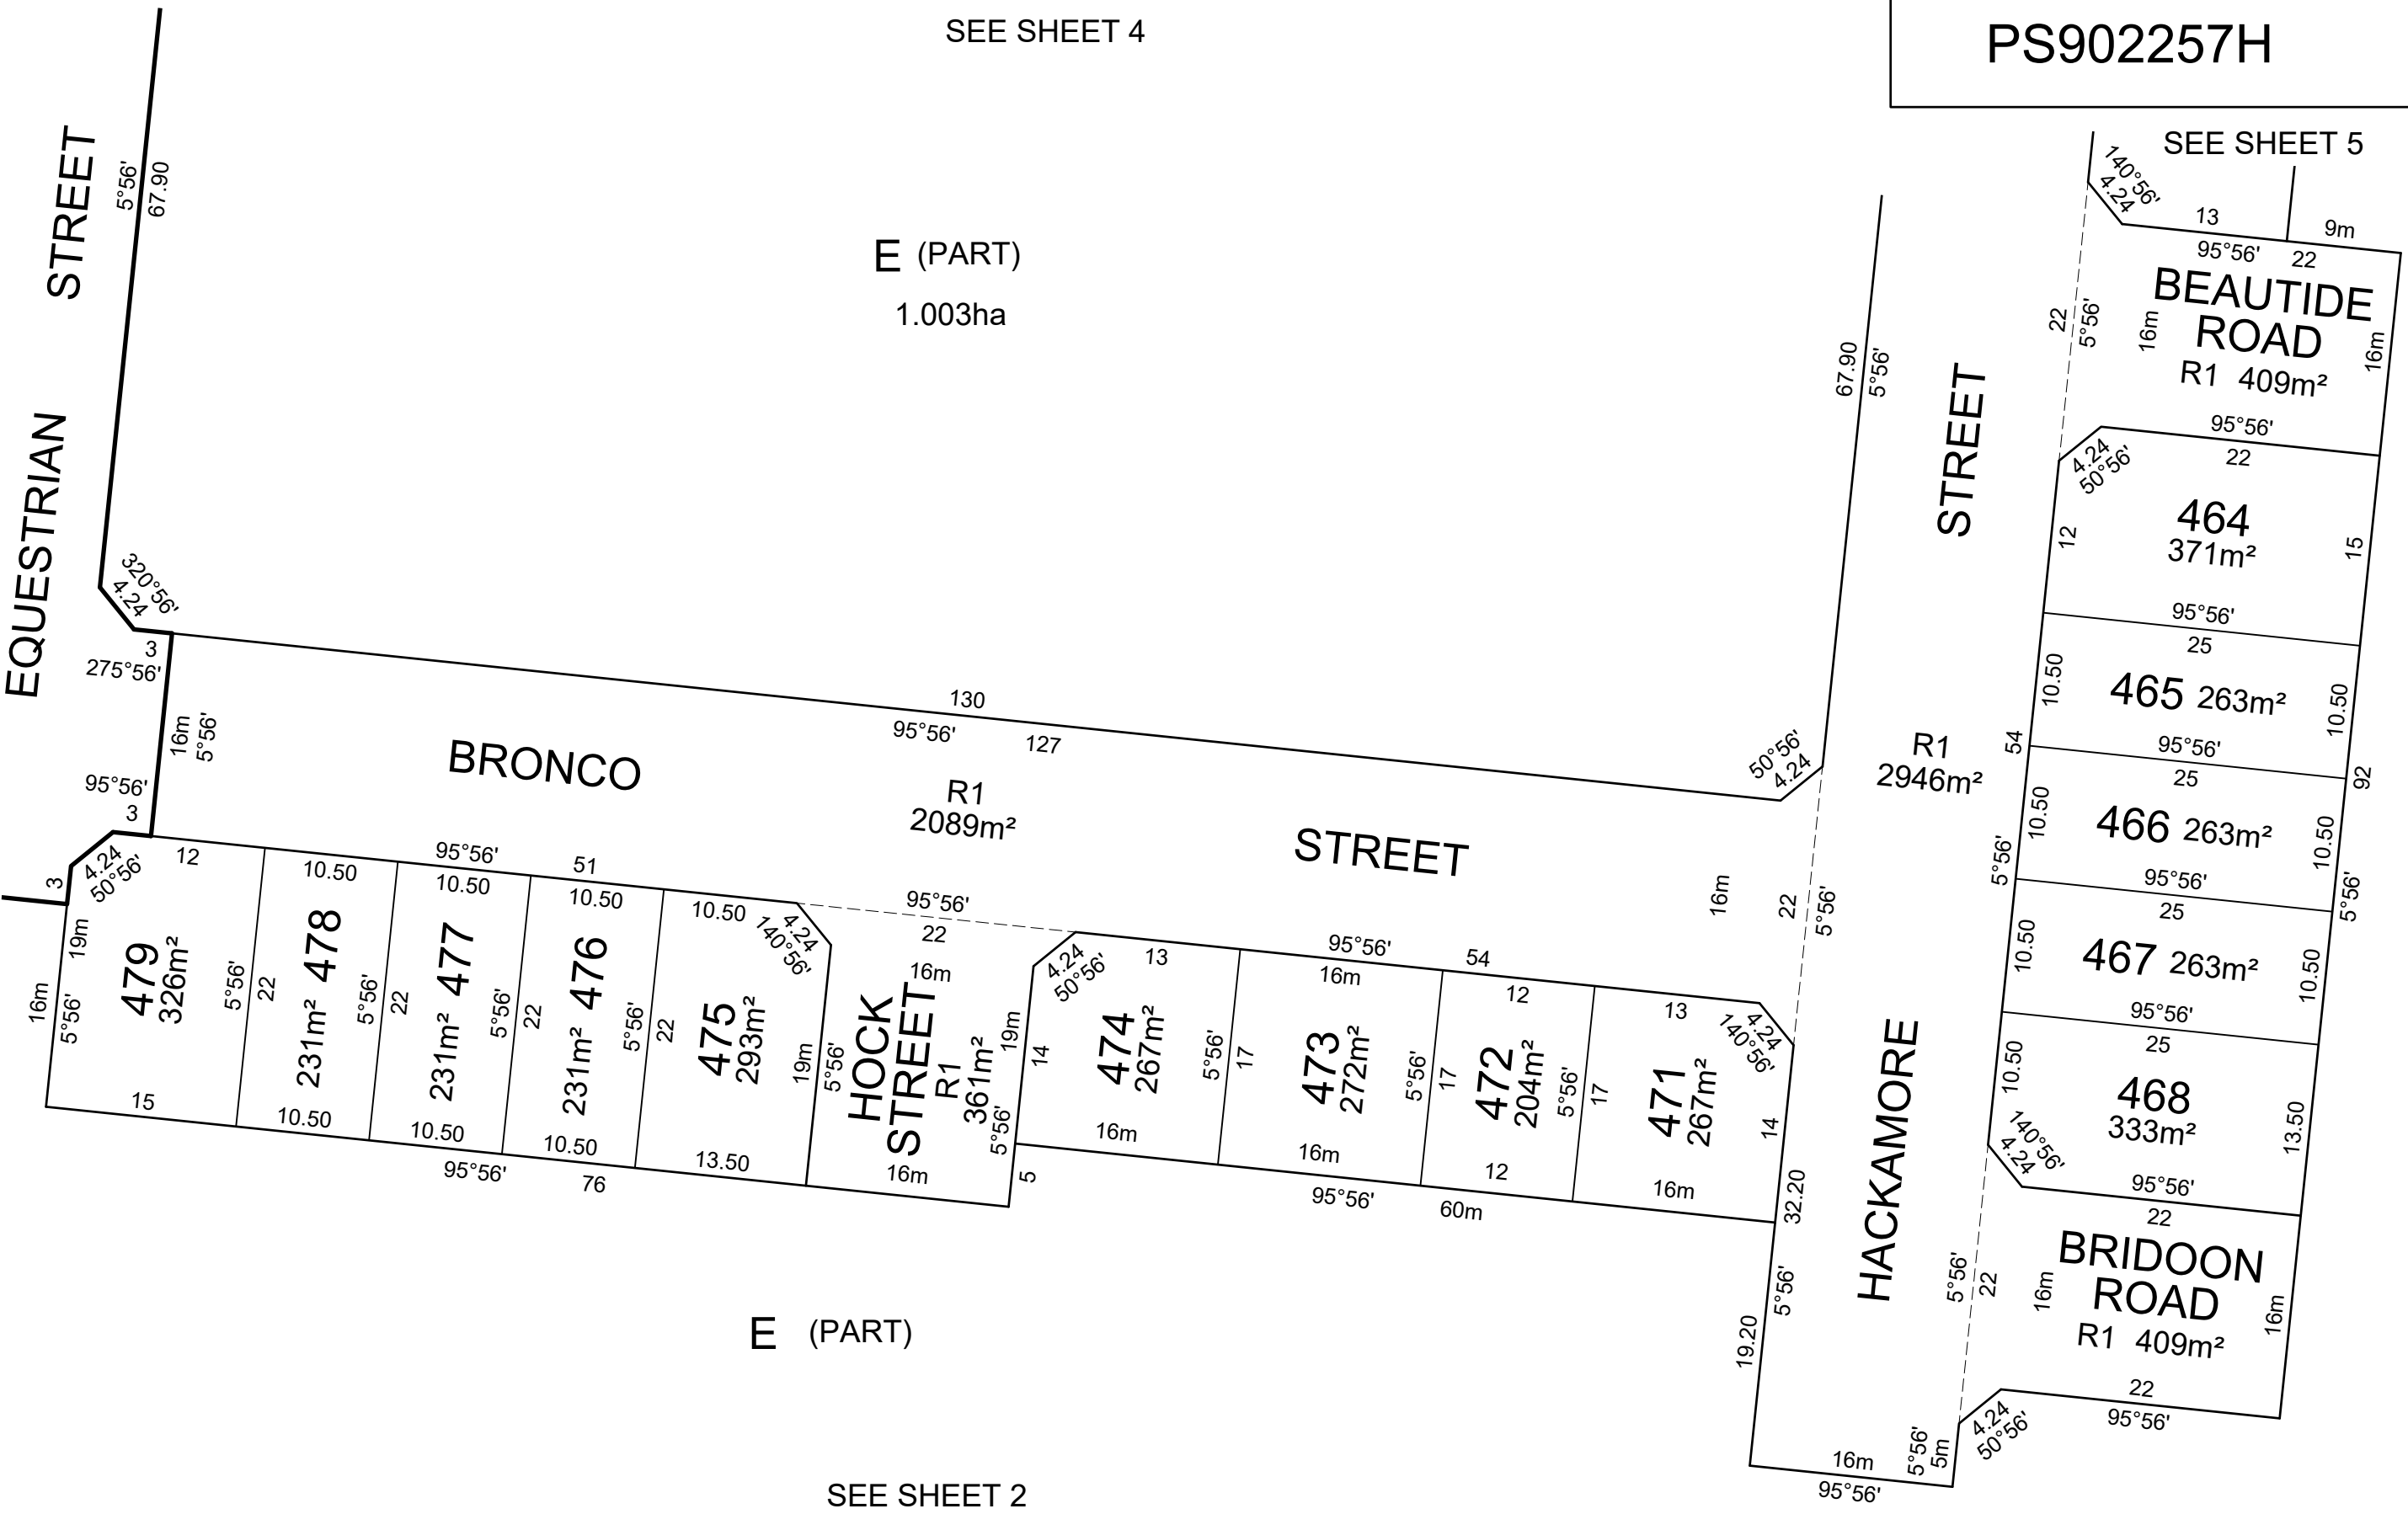 SEE SHEET 4
PS902257H
SEE SHEET 5
STREET
EQUESTRIAN
5°56'
67.90
E (PART)
1.003ha
320°56'
4.24
3
275°56'
16m
5°56'
95°56'
3
4.24
50°56'
3
130
95°56'
127
BRONCO
R1
2089m²
STREET
50°56'
4.24
67.90
5°56'
STREET
R1
2946m²
HACKAMORE
16m
22
5°56'
140°56'
4.24
13
9m
95°56'
22
BEAUTIDE
ROAD
R1 409m²
22
5°56'
16m
16m
95°56'
22
4.24
50°56'
464
371m²
12
15
95°56'
25
10.50
465 263m²
10.50
95°56'
25
54
5°56'
92
5°56'
10.50
466 263m²
10.50
95°56'
25
10.50
467 263m²
10.50
95°56'
25
10.50
468
333m²
13.50
140°56'
4.24
95°56'
22
BRIDOON
ROAD
R1 409m²
5°56'
22
16m
16m
22
95°56'
4.24
50°56'
5°56'
5m
16m
95°56'
12
10.50
95°56'
51
10.50
10.50
10.50
19m
16m
5°56'
479
326m²
15
5°56'
22
478
231m²
10.50
5°56'
22
477
231m²
10.50
5°56'
22
476
231m²
10.50
5°56'
22
475
293m²
13.50
4.24
140°56'
19m
5°56'
95°56'
76
95°56'
22
16m
HOCK
STREET
R1
361m²
19m
5°56'
16m
5
4.24
50°56'
13
14
474
267m²
16m
5°56'
17
16m
473
272m²
16m
95°56'
54
5°56'
17
12
472
204m²
12
5°56'
17
13
471
267m²
16m
4.24
140°56'
14
95°56'
60m
32.20
5°56'
19.20
E (PART)
SEE SHEET 2